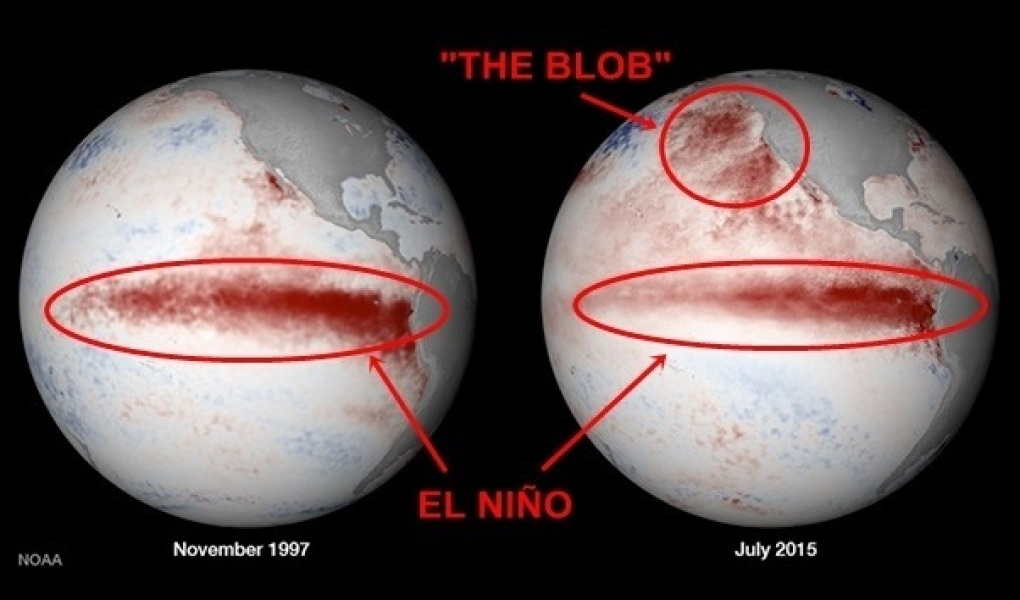 "THE BLOB"
EL NIÑO
November 1997
July 2015
NOAA